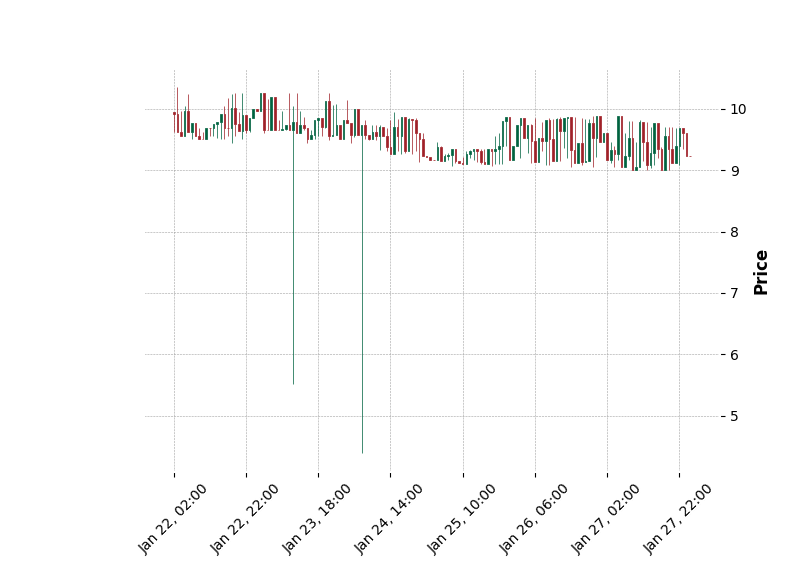 10
9
8
7
6
5
Price
Jan 22, 02:00
Jan 22, 22:00
Jan 23, 18:00
Jan 24, 14:00
Jan 25, 10:00
Jan 26, 06:00
Jan 27, 02:00
Jan 27, 22:00